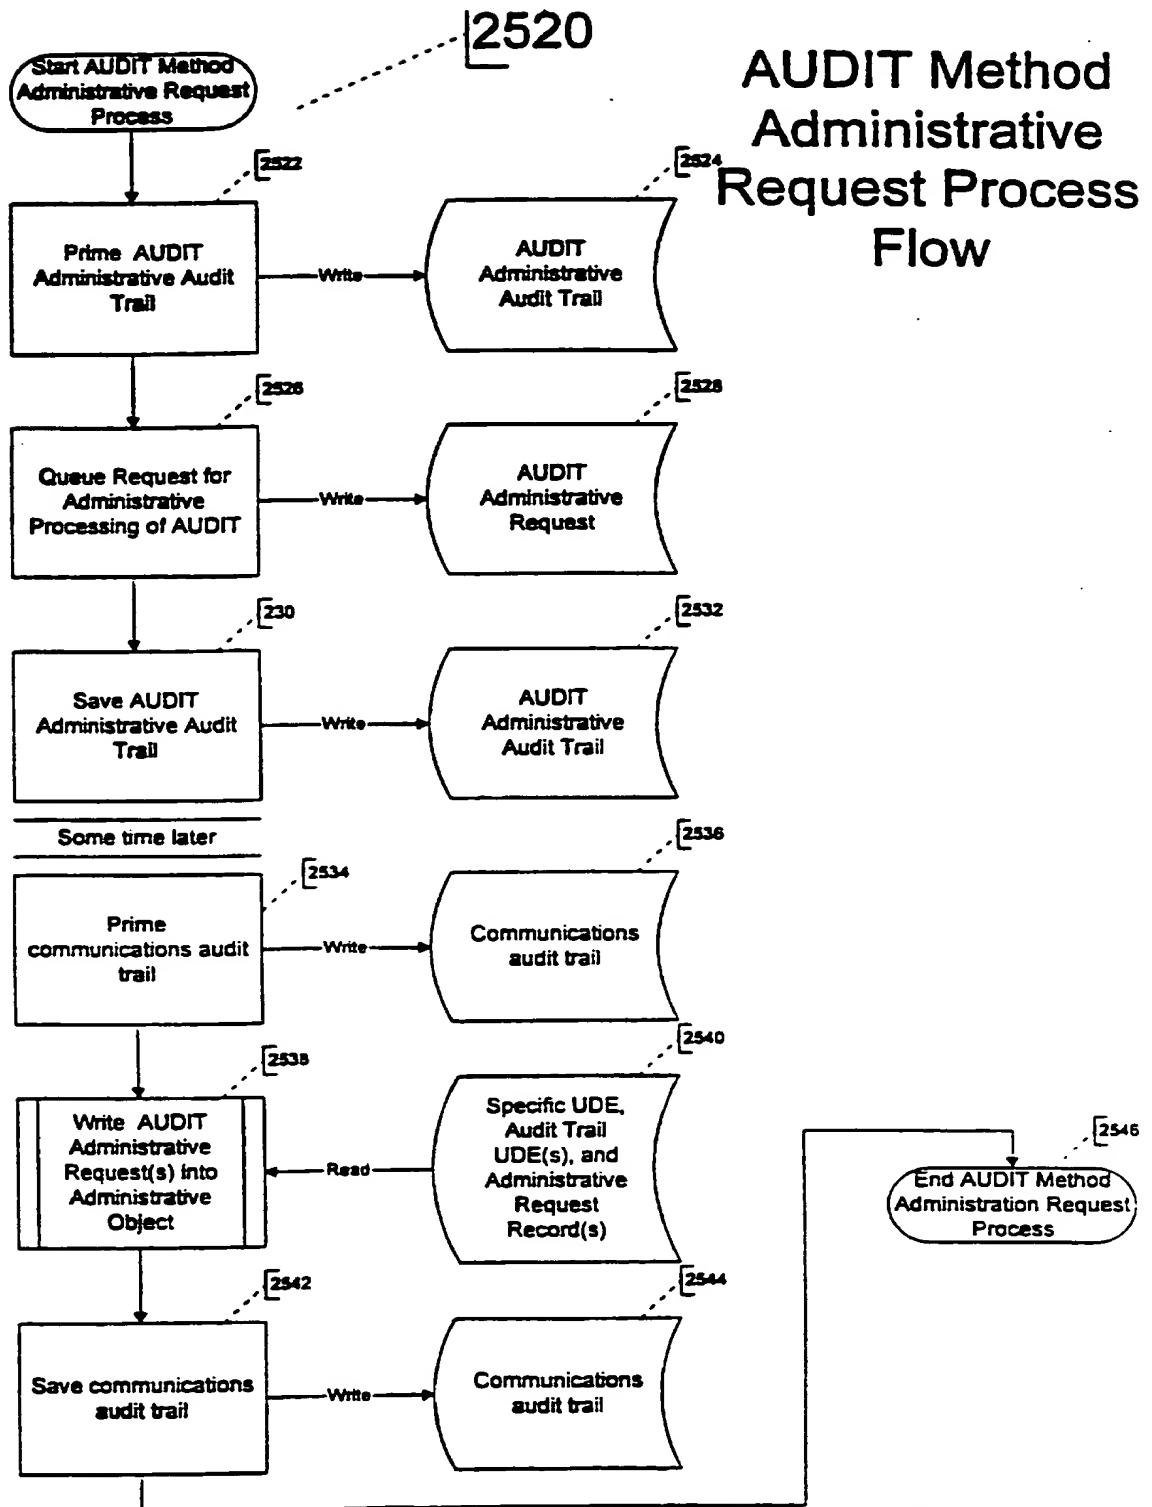 2520
AUDIT Method
Administrative
Request Process
Flow
Start AUDIT Method
Administrative Request
Process
2522
Prime AUDIT
Administrative Audit
Trail
Write
2524
AUDIT
Administrative
Audit Trail
2526
Queue Request for
Administrative
Processing of AUDIT
Write
2528
AUDIT
Administrative
Request
230
Save AUDIT
Administrative Audit
Trail
Write
2532
AUDIT
Administrative
Audit Trail
Some time later
2534
Prime
communications audit
trail
Write
2536
Communications
audit trail
2538
Write AUDIT
Administrative
Request(s) into
Administrative
Object
Read
2540
Specific UDE,
Audit Trail
UDE(s), and
Administrative
Request
Record(s)
2542
Save communications
audit trail
Write
2544
Communications
audit trail
2546
End AUDIT Method
Administration Request
Process